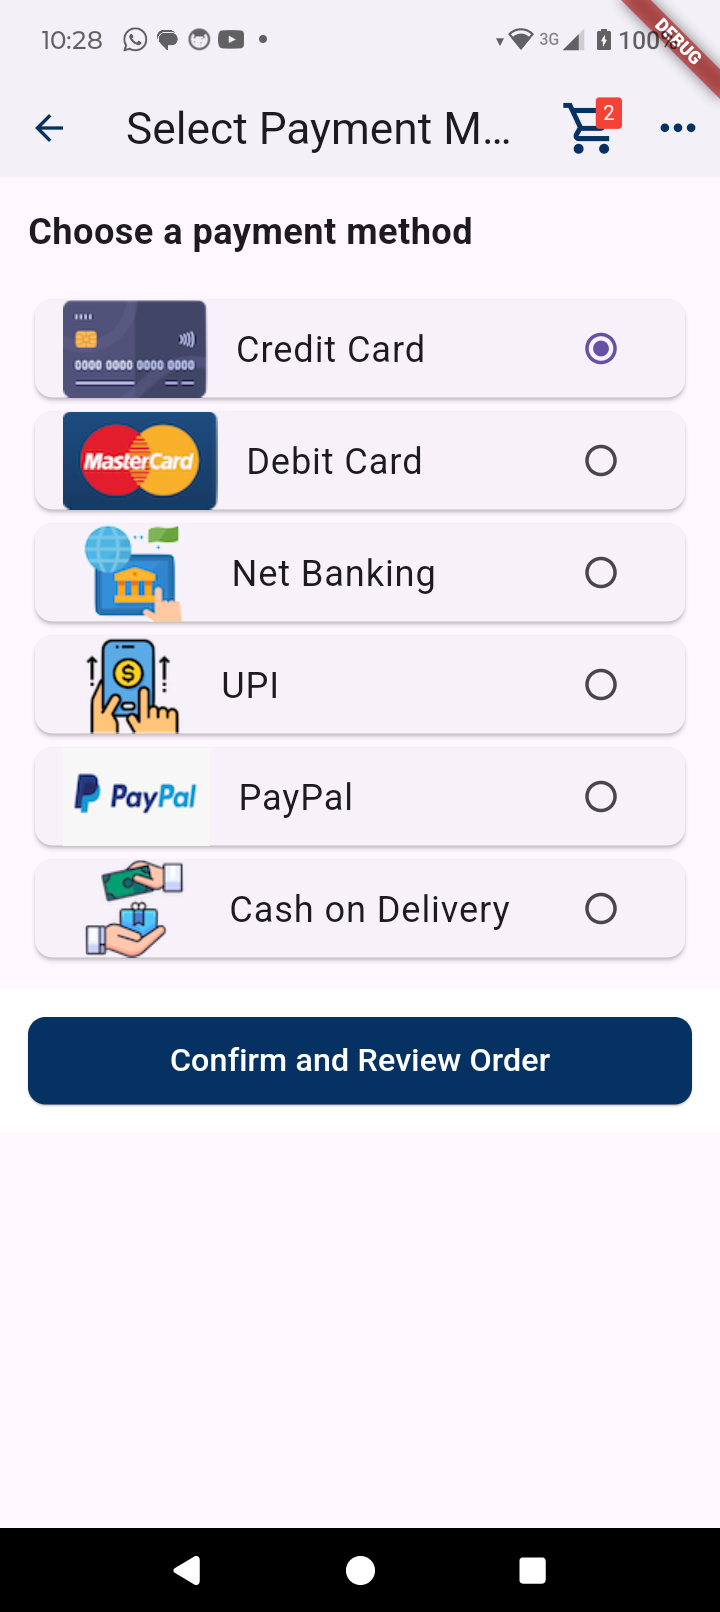 10:28
3G
100%
DEBUG
Select Payment M...
2
Choose a payment method
0000 0000 0000 0000
Credit Card
MasterCard
Debit Card
Net Banking
$
UPI
PayPal
PayPal
Cash on Delivery
Confirm and Review Order